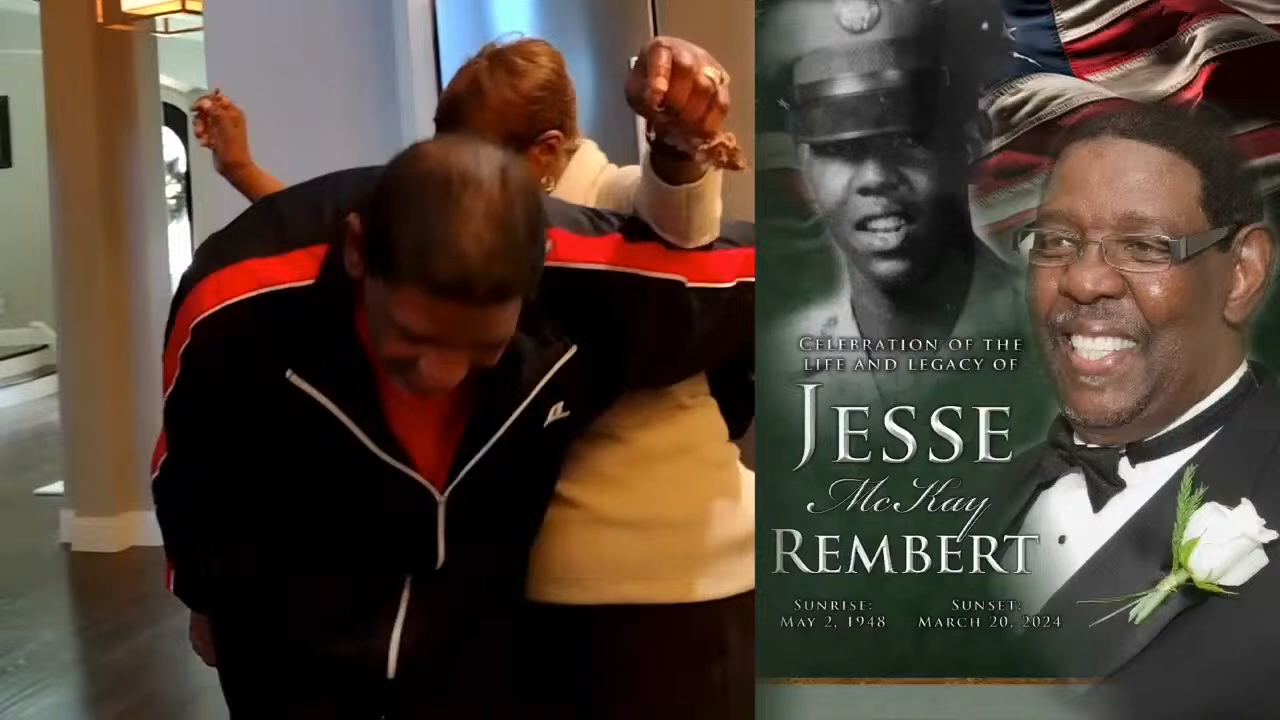 CELEBRATION OF THE
LIFE AND LEGACY OF
JESSE
McKay
REMBERT
SUNRISE:
MAY 2, 1948
SUNSET:
MARCH 20, 2024